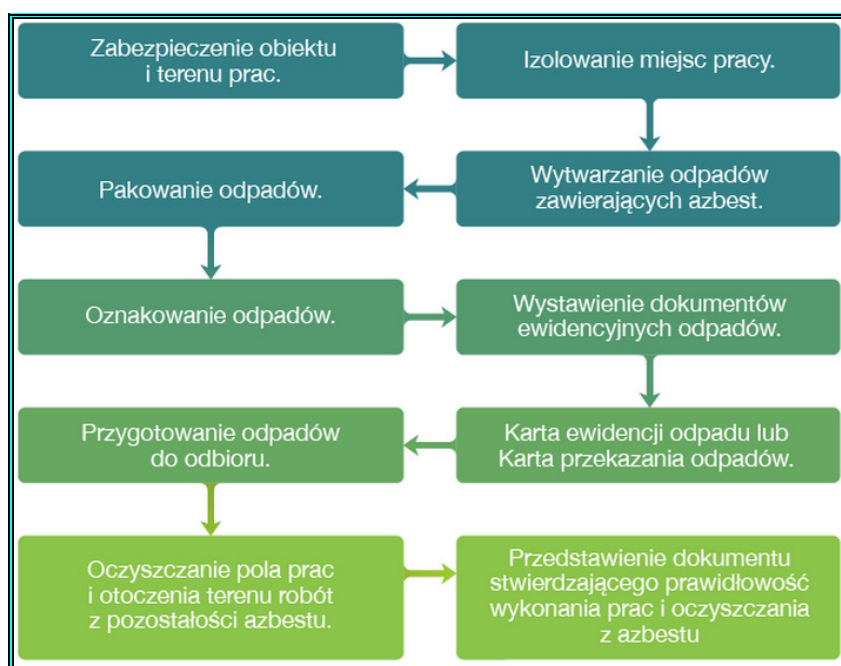 Zabezpieczenie obiektu
i terenu prac.
Izolowanie miejsc pracy.
Wytwarzanie odpadów
zawierających azbest.
Pakowanie odpadów.
Oznakowanie odpadów.
Wystawienie dokumentów
ewidencyjnych odpadów.
Karta ewidencji odpadu lub
Karta przekazania odpadów.
Przygotowanie odpadów
do odbioru.
Oczyszczanie pola prac
i otoczenia terenu robót
z pozostałości azbestu.
Przedstawienie dokumentu
stwierdzającego prawidłowość
wykonania prac i oczyszczania
z azbestu